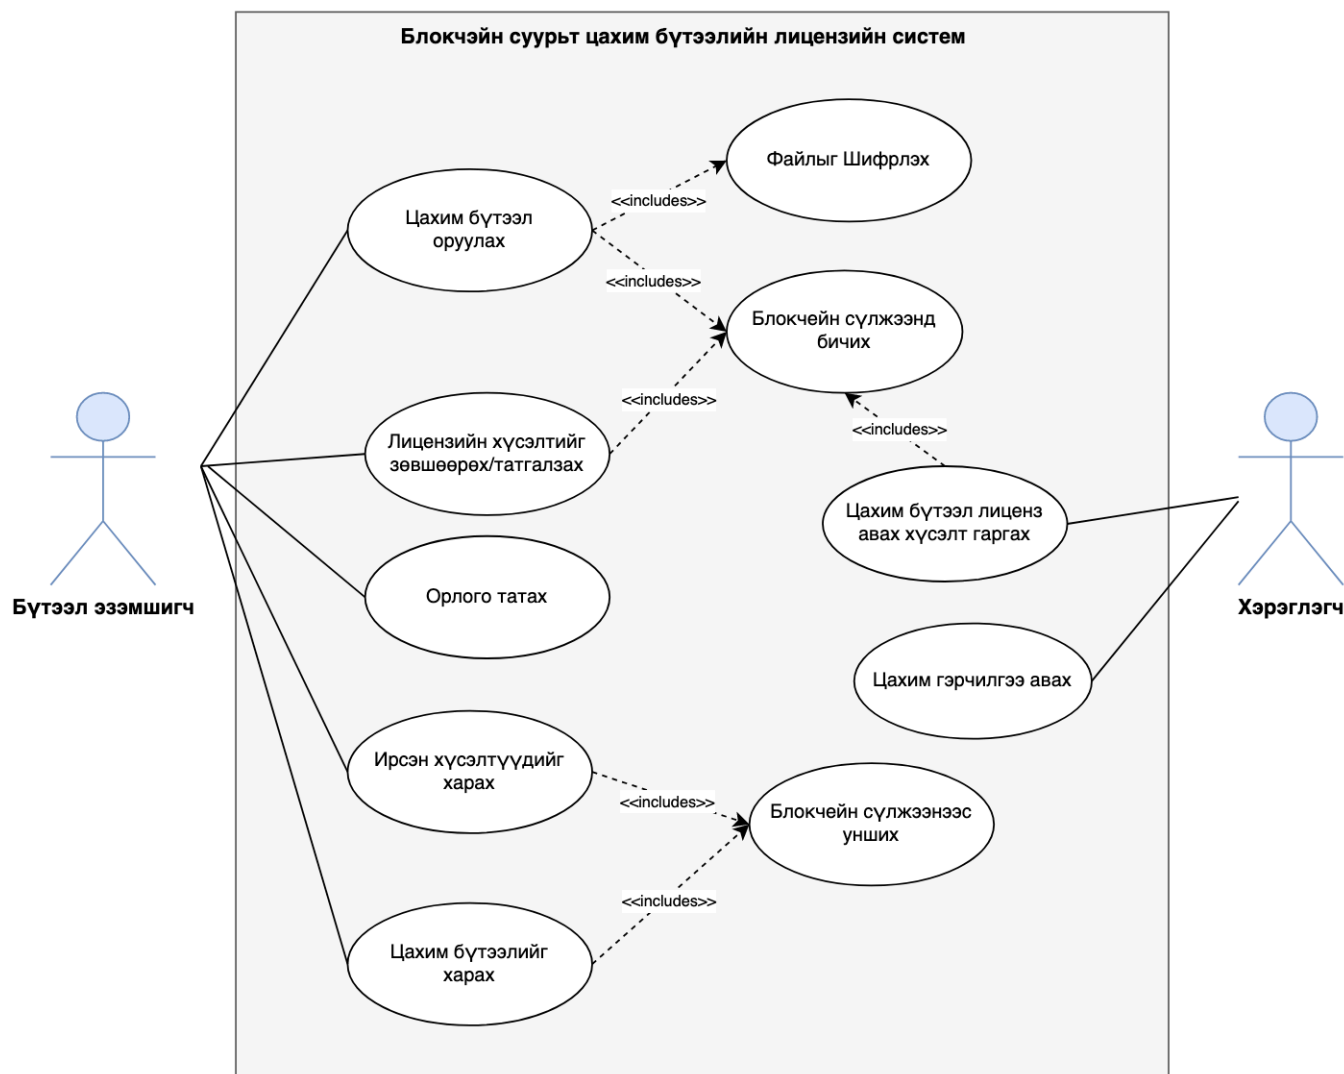 Блокчэйн суурьт цахим бүтээлийн лицензийн систем
Файлыг Шифрлэх
<<includes>>
Цахим бүтээл
оруулах
<<includes>>
Блокчейн сүлжээнд
бичих
<<includes>>
Лицензийн хүсэлтийг
зөвшөөрөх/татгалзах
<<includes>>
Цахим бүтээл лиценз
авах хүсэлт гаргах
Орлого татах
Бүтээл эзэмшигч
Хэрэглэгч
Цахим гэрчилгээ авах
Ирсэн хүсэлтүүдийг
харах
<<includes>>
Блокчейн сүлжээнээс
унших
<<includes>>
Цахим бүтээлийг
харах